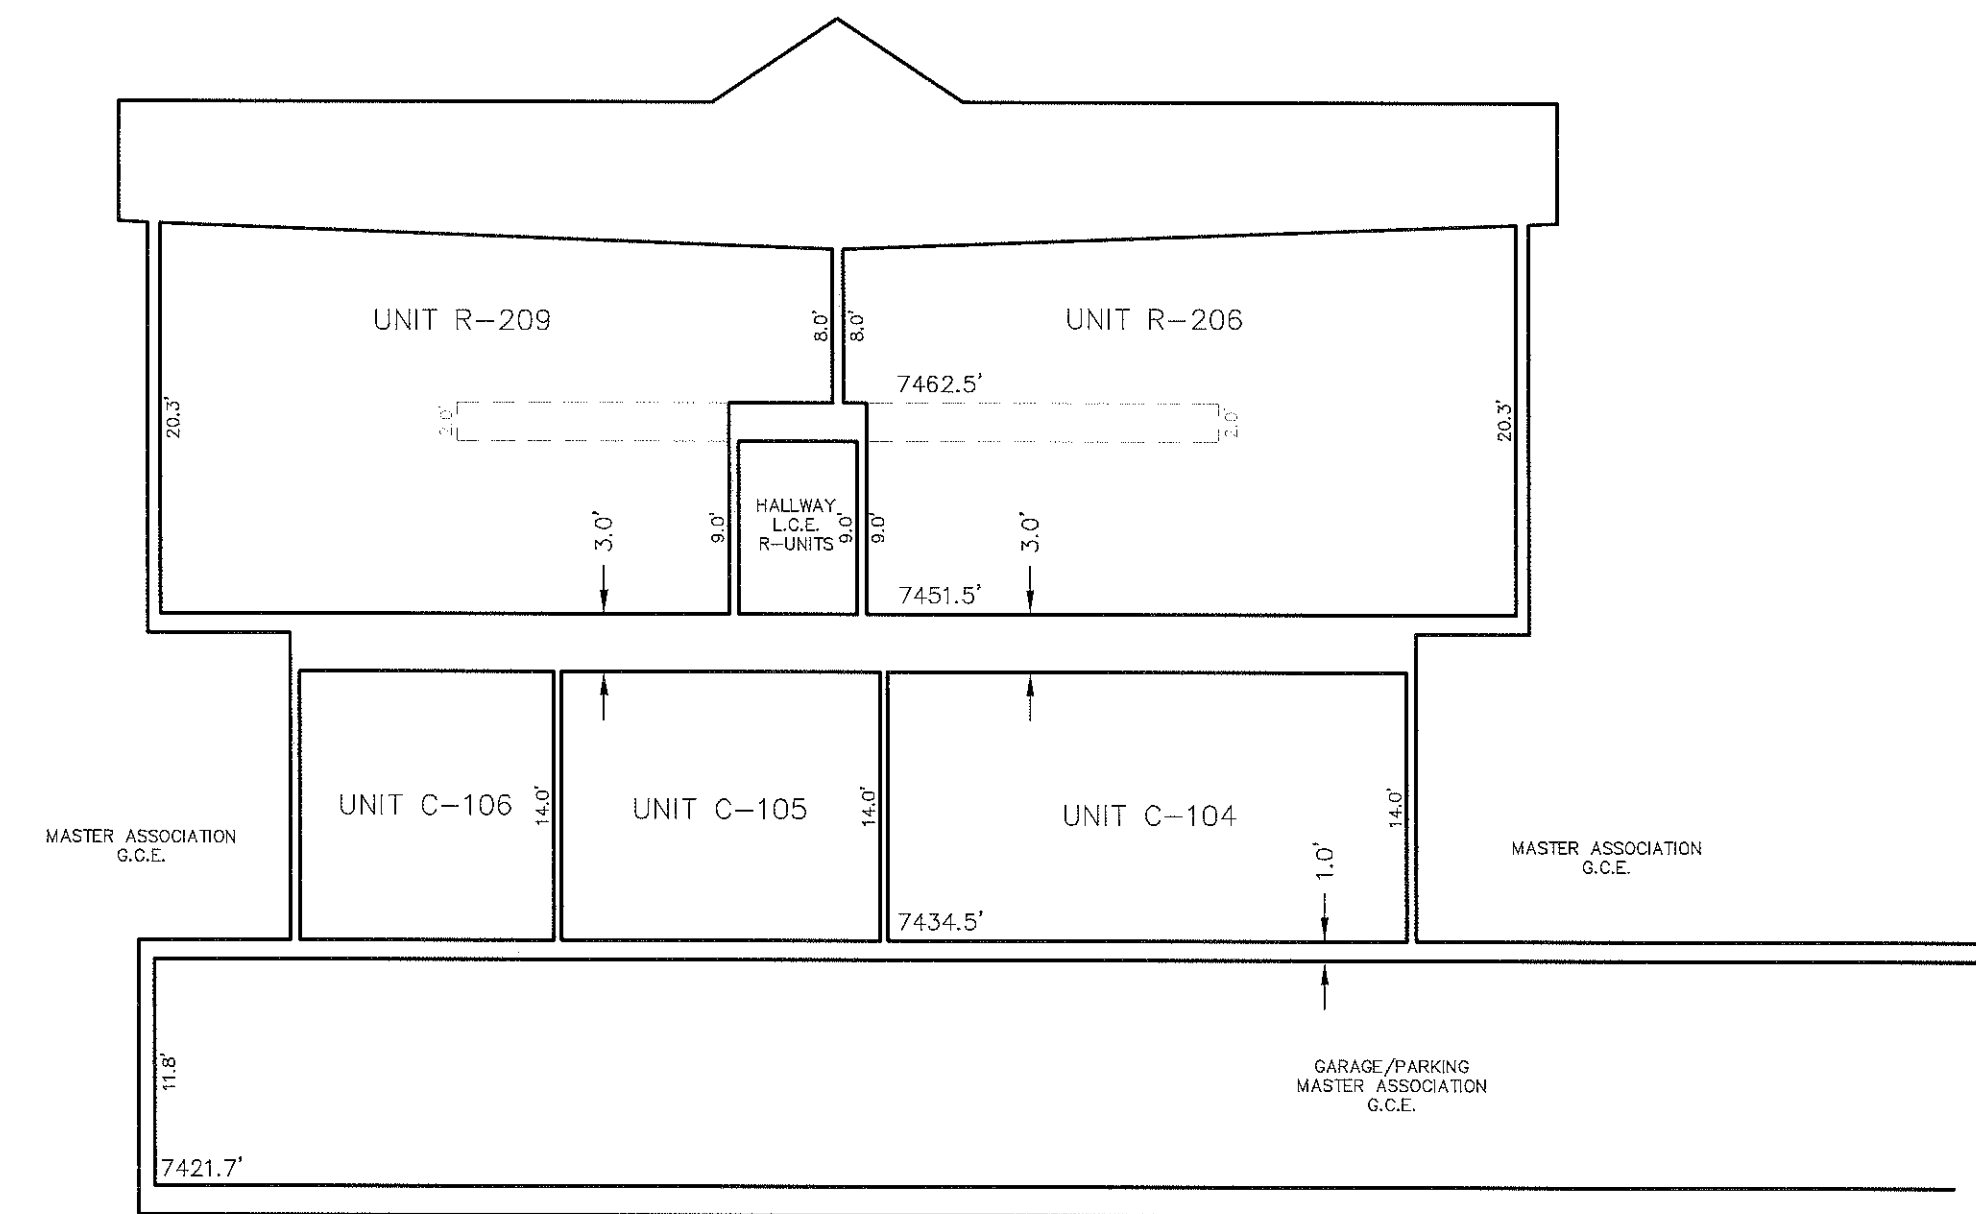 UNIT R-209
UNIT R-206
8.0'
8.0'
7462.5'
20.3'
2.0'
2.0'
20.3'
HALLWAY
L.C.E.
R-UNITS
3.0'
9.0'
9.0'
9.0'
3.0'
7451.5'
UNIT C-106
14.0'
UNIT C-105
14.0'
UNIT C-104
14.0'
MASTER ASSOCIATION
G.C.E.
MASTER ASSOCIATION
G.C.E.
1.0'
7434.5'
11.8'
GARAGE/PARKING
MASTER ASSOCIATION
G.C.E.
7421.7'